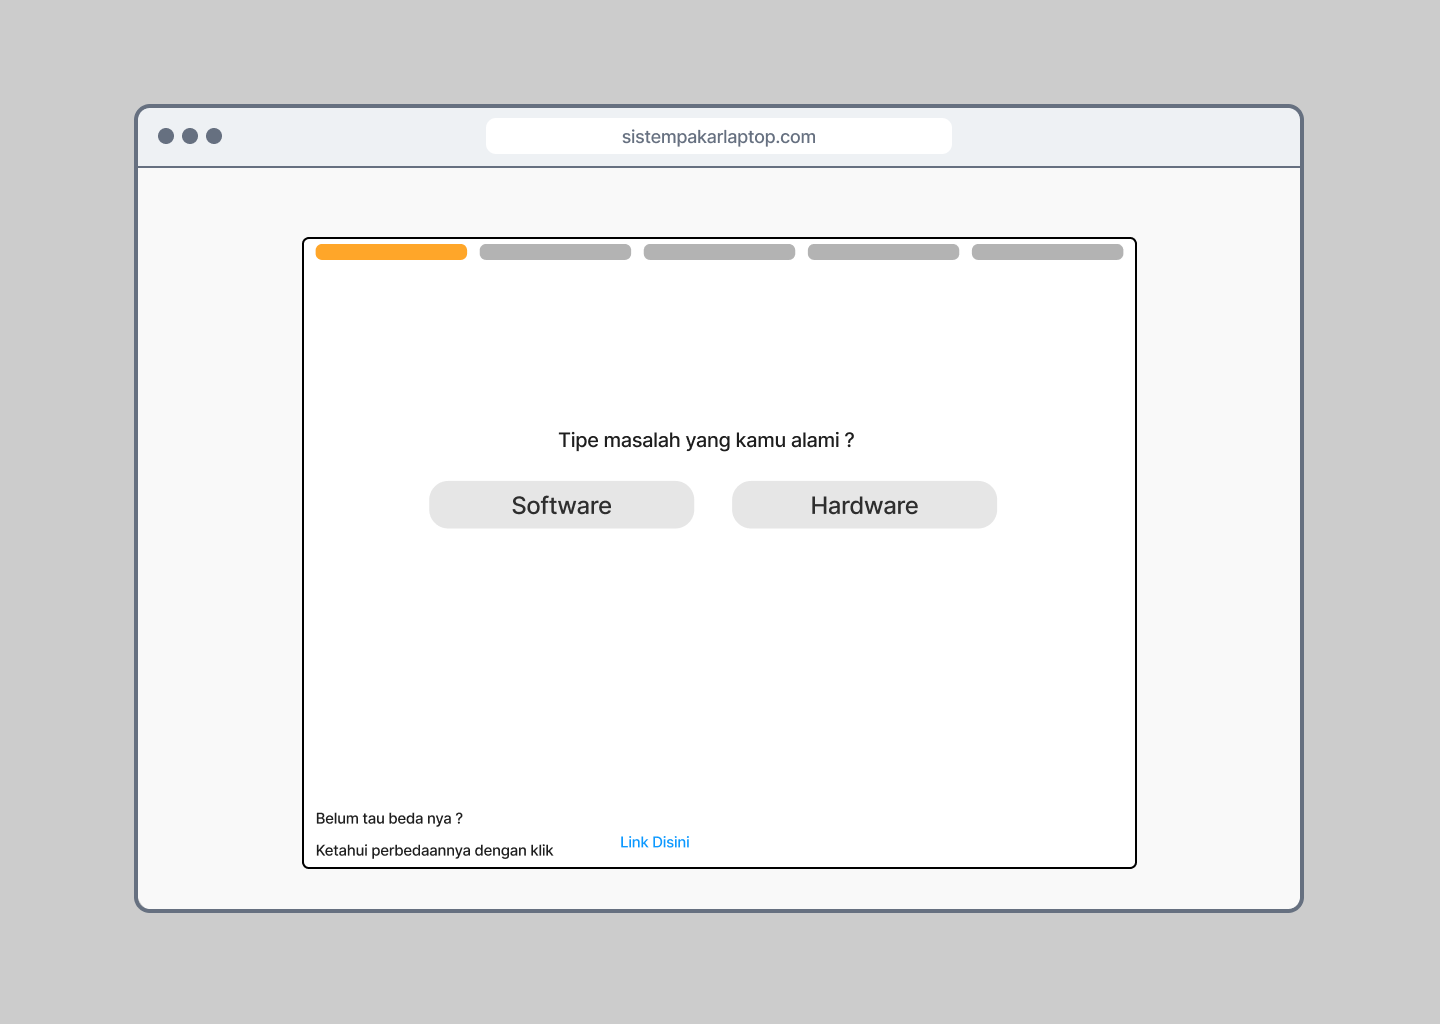 sistempakarlaptop.com
Tipe masalah yang kamu alami ?
Software
Hardware
Belum tau beda nya ?
Ketahui perbedaannya dengan klik
Link Disini